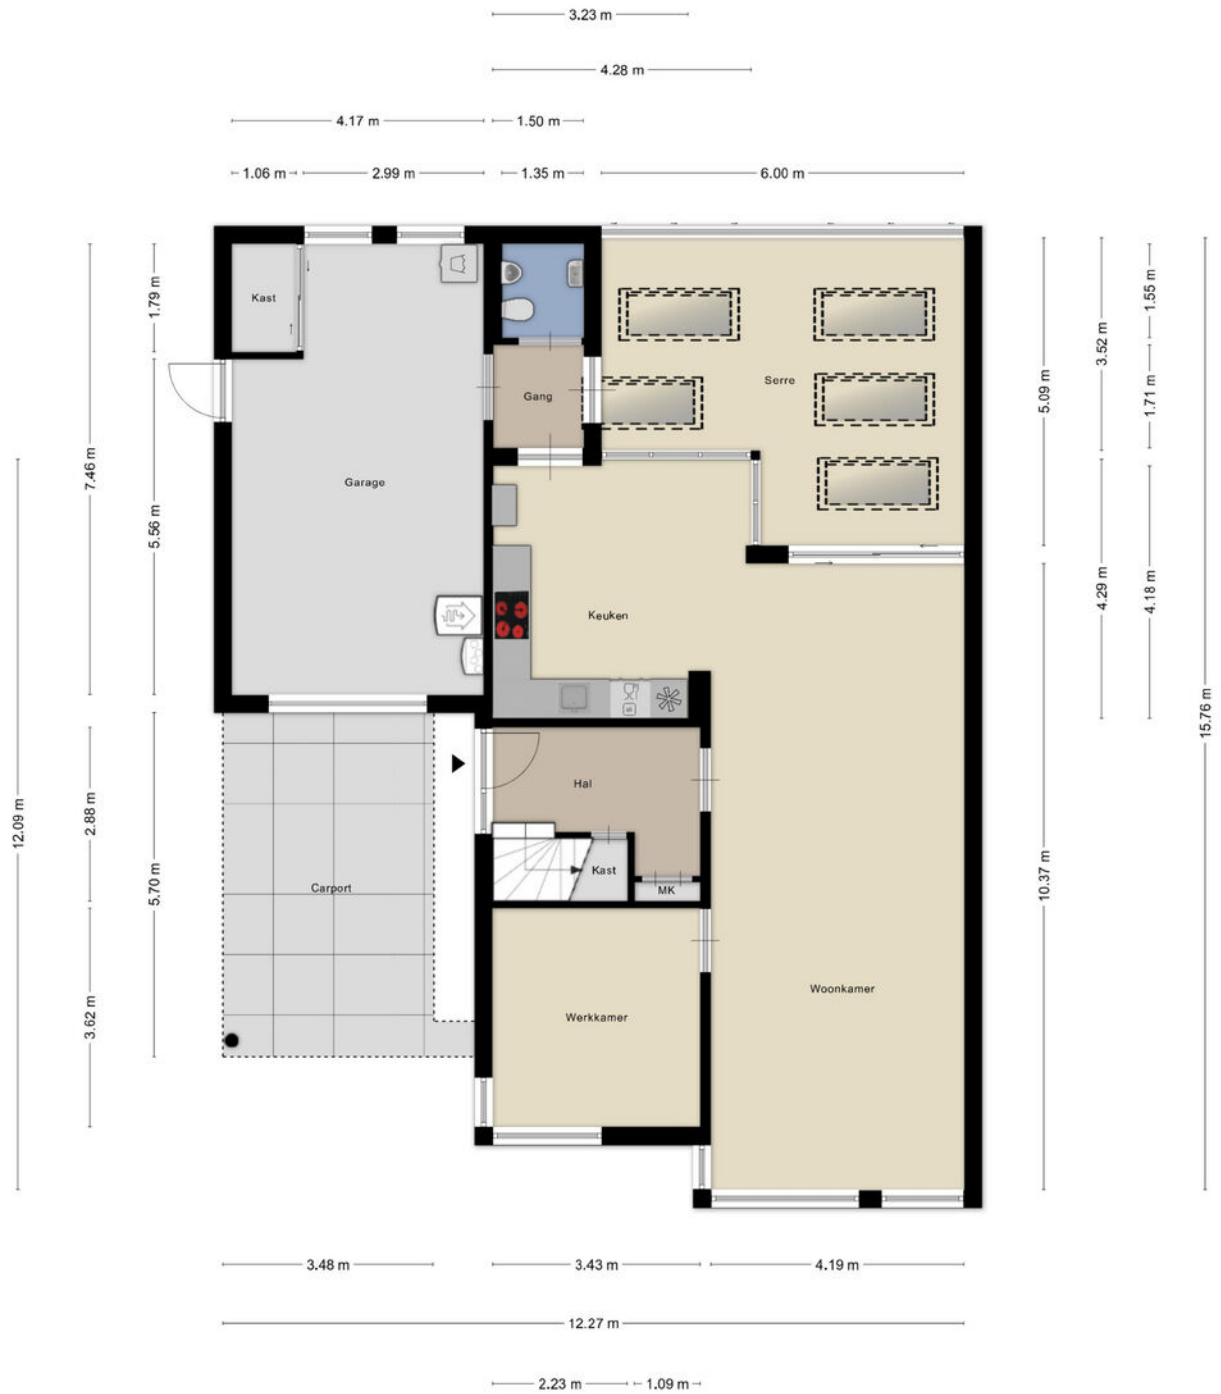 3.23 m
4.28 m
4.17 m
1.50 m
1.06 m
2.99 m
1.35 m
6.00 m
Kast
Serre
Gang
Garage
Keuken
Hal
Kast
MK
Carport
Woonkamer
Werkkamer
12.09 m
7.46 m
2.88 m
3.62 m
1.79 m
5.56 m
5.70 m
5.09 m
10.37 m
3.52 m
4.29 m
1.55 m
1.71 m
4.18 m
15.76 m
3.48 m
3.43 m
4.19 m
12.27 m
2.23 m
1.09 m